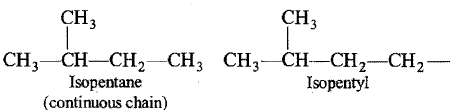 CH₃ CH₃
CH₃—CH—CH₂—CH₃ CH₃—CH—CH₂—CH₂—
Isopentane Isopentyl
(continuous chain)